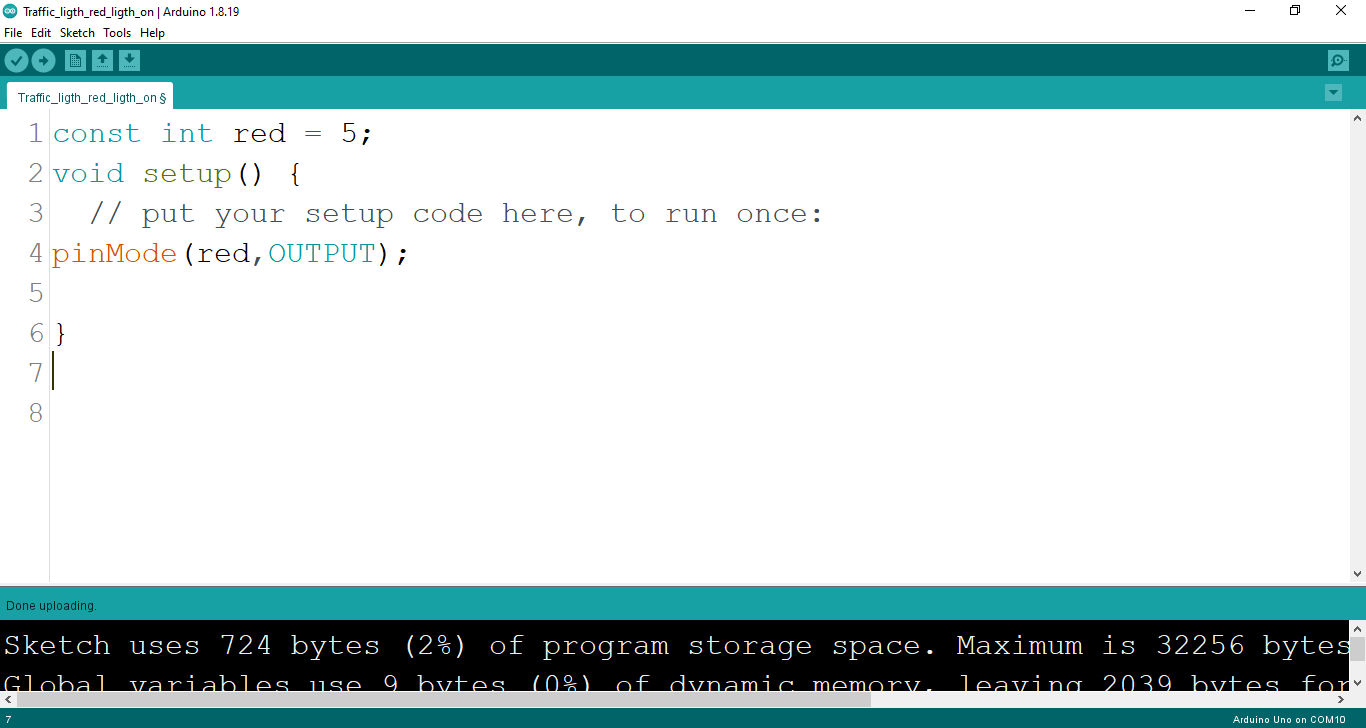 Traffic_ligth_red_ligth_on | Arduino 1.8.19
File Edit Sketch Tools Help
Traffic_ligth_red_ligth_on §
1 const int red = 5;
2 void setup() {
3   // put your setup code here, to run once:
4 pinMode(red,OUTPUT);
5
6 }
7
8
Done uploading.
Sketch uses 724 bytes (2%) of program storage space. Maximum is 32256 bytes
Global variables use 9 bytes (0%) of dynamic memory, leaving 2039 bytes for
7 Arduino Uno on COM10